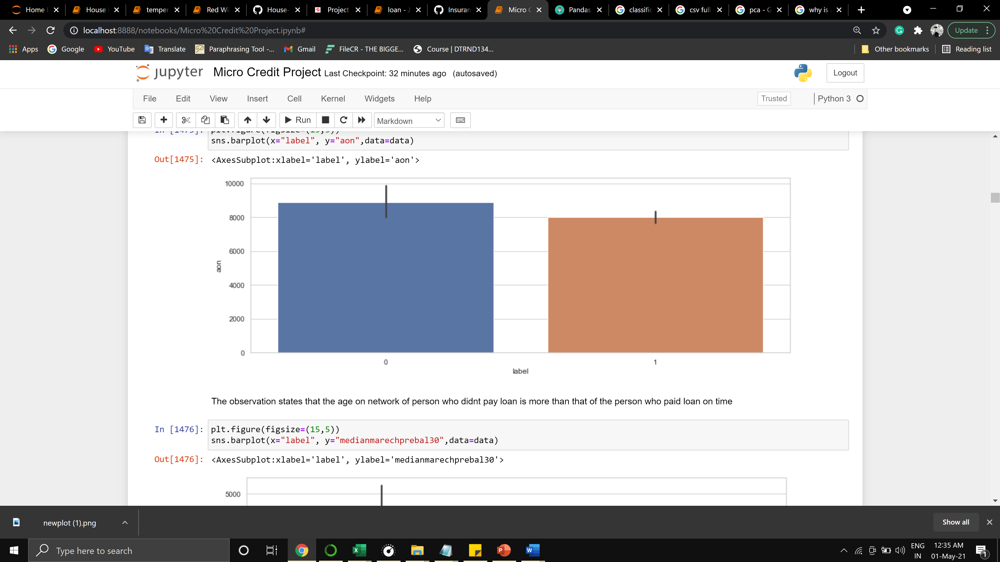 Home
House
temper
Red Wi
House-
Project
loan - J
Insuran
Micro C
Pandas
classific
csv full
pca - G
why is
localhost:8888/notebooks/Micro%20Credit%20Project.ipynb#
Update
Apps
Google
YouTube
Translate
Paraphrasing Tool -...
Gmail
FileCR - THE BIGGE...
Course | DTRND134...
Other bookmarks
Reading list
jupyter
Micro Credit Project Last Checkpoint: 32 minutes ago (autosaved)
Logout
File Edit View Insert Cell Kernel Widgets Help
Trusted
Python 3
Run
Markdown
In [1475]: plt.figure(figsize=(15,5))
sns.barplot(x="label", y="aon",data=data)
Out[1475]: <AxesSubplot:xlabel='label', ylabel='aon'>
10000
8000
6000
4000
2000
0
aon
0 1
label
The observation states that the age on network of person who didnt pay loan is more than that of the person who paid loan on time
In [1476]: plt.figure(figsize=(15,5))
sns.barplot(x="label", y="medianmarechprebal30",data=data)
Out[1476]: <AxesSubplot:xlabel='label', ylabel='medianmarechprebal30'>
5000
newplot (1).png
Show all
Type here to search
ENG
IN
12:35 AM
01-May-21
1